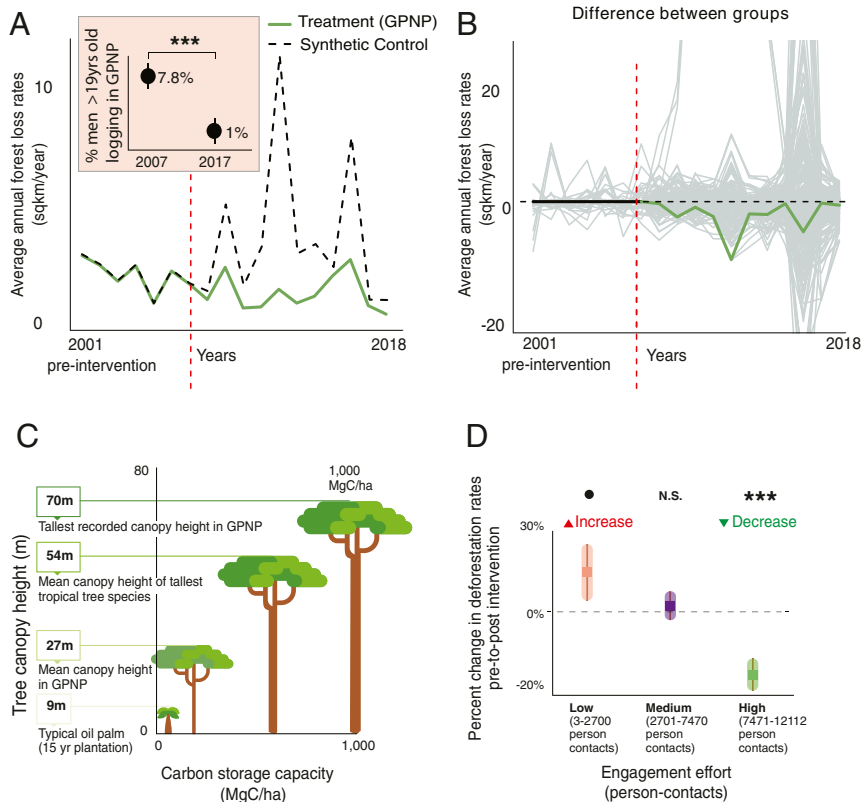 A
Treatment (GPNP)
Synthetic Control
Average annual forest loss rates
(sqkm/year)
10
0
% men >19yrs old
logging in GPNP
***
7.8%
1%
2007
2017
2001
Years
2018
pre-intervention
B
Difference between groups
Average annual forest loss rates
(sqkm/year)
20
0
-20
2001
Years
2018
pre-intervention
C
Tree canopy height (m)
80
1,000
MgC/ha
70m
Tallest recorded canopy height in GPNP
54m
Mean canopy height of tallest
tropical tree species
27m
Mean canopy height
in GPNP
9m
Typical oil palm
(15 yr plantation)
0
0
1,000
Carbon storage capacity
(MgC/ha)
D
Percent change in deforestation rates
pre-to-post intervention
N.S.
***
Increase
Decrease
30%
0%
-20%
Low
(3-2700
person
contacts)
Medium
(2701-7470
person
contacts)
High
(7471-12112
person
contacts)
Engagement effort
(person-contacts)